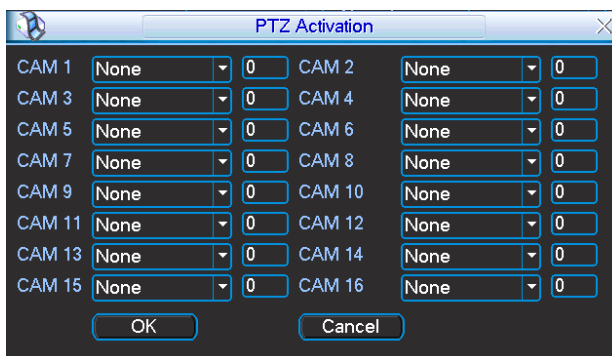 PTZ Activation
CAM 1 None 0 CAM 2 None 0
CAM 3 None 0 CAM 4 None 0
CAM 5 None 0 CAM 6 None 0
CAM 7 None 0 CAM 8 None 0
CAM 9 None 0 CAM 10 None 0
CAM 11 None 0 CAM 12 None 0
CAM 13 None 0 CAM 14 None 0
CAM 15 None 0 CAM 16 None 0
OK Cancel